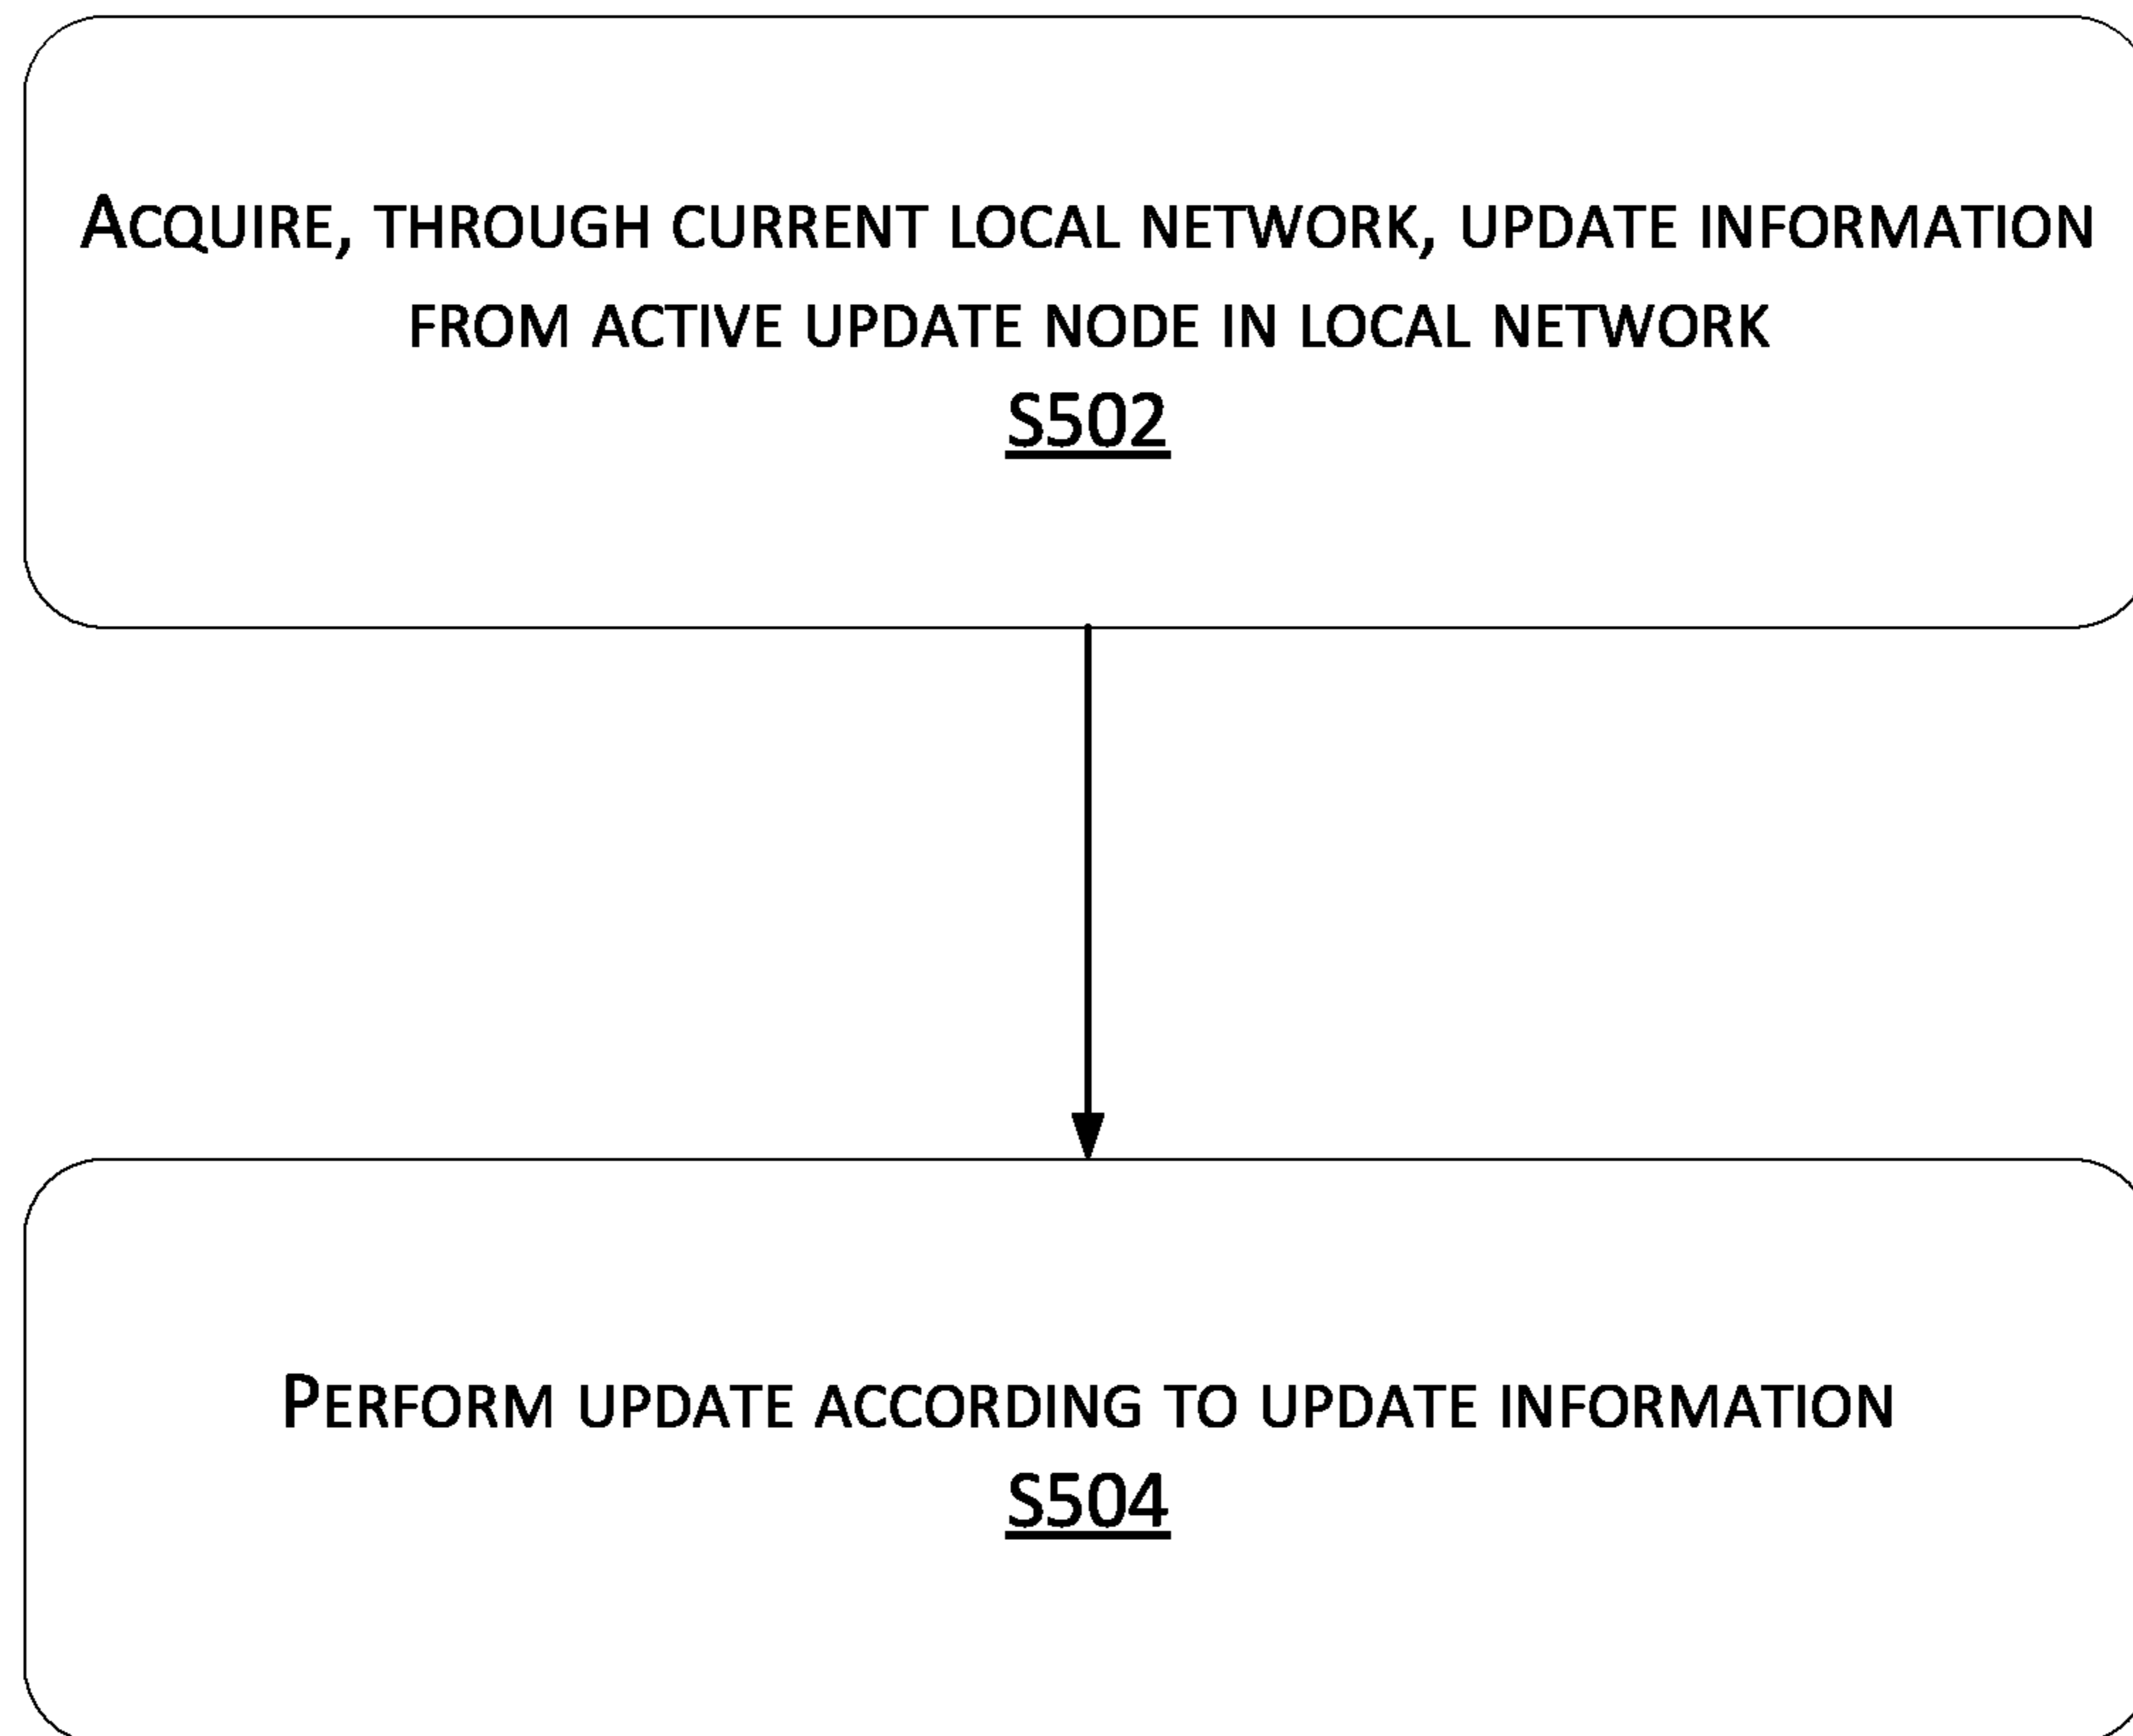 Acquire, through current local network, update information
from active update node in local network
S502
Perform update according to update information
S504